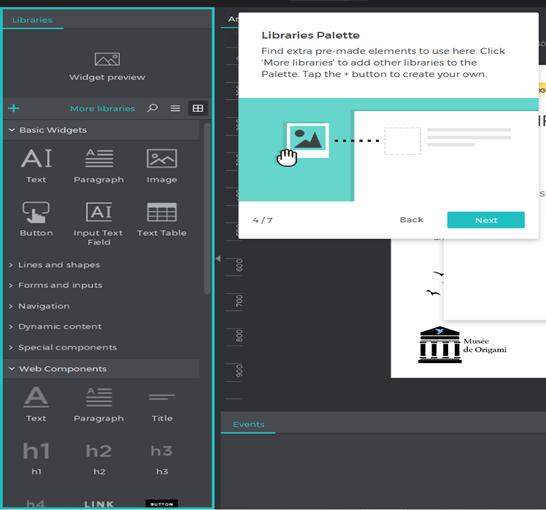 Libraries
Widget preview
+ More libraries
Basic Widgets
AI
Text
Paragraph
Image
AI
Button
Input Text
Field
Text Table
Lines and shapes
Forms and inputs
Navigation
Dynamic content
Special components
Web Components
A
Text
Paragraph
Title
h1 h2 h3
h1 h2 h3
h4 LINK BUTTON
Libraries Palette
Find extra pre-made elements to use here. Click
'More libraries' to add other libraries to the
Palette. Tap the + button to create your own.
4 / 7
Back
Next
600
700
800
900
Musée
de Origami
Events